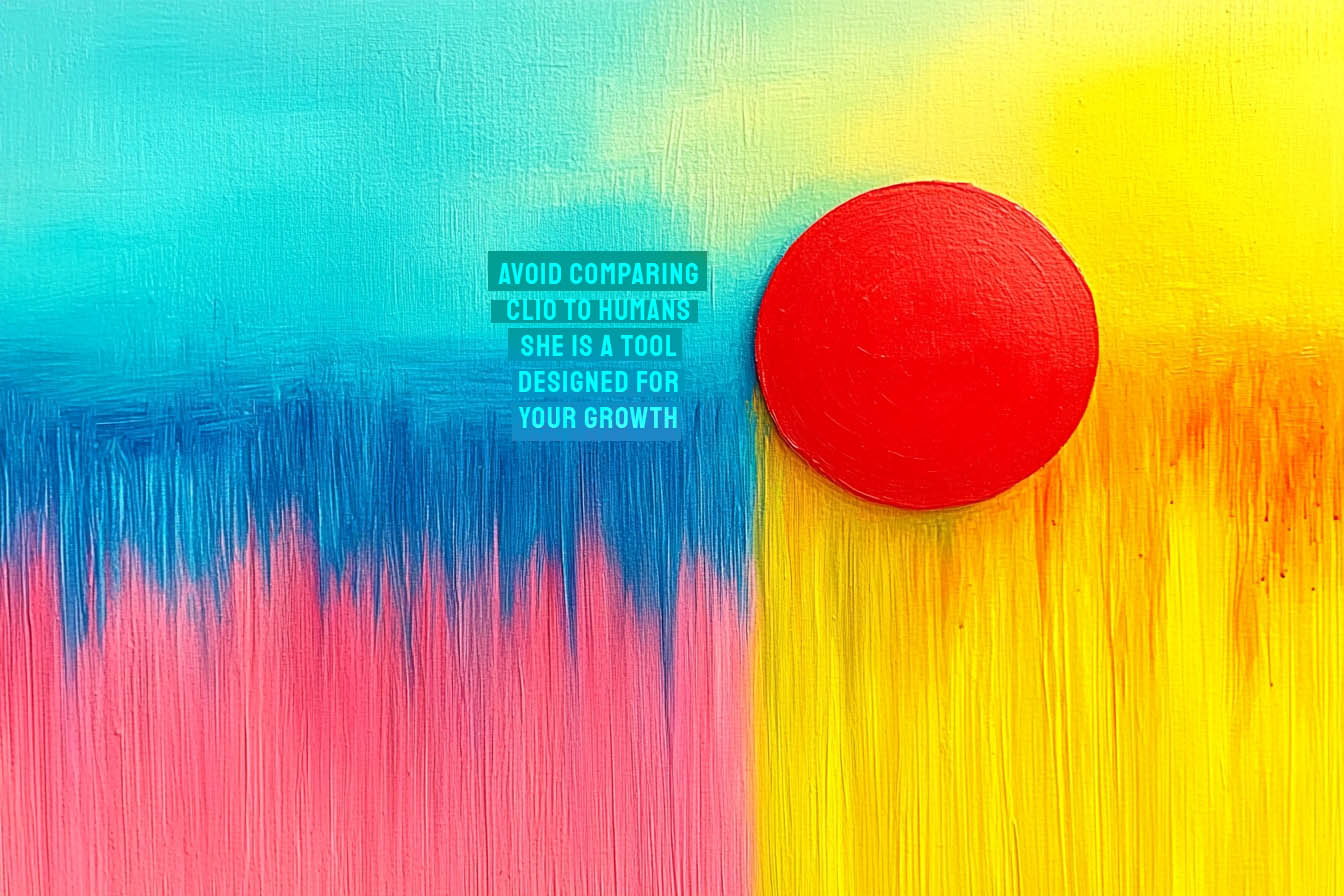 AVOID COMPARING
CLIO TO HUMANS
SHE IS A TOOL
DESIGNED FOR
YOUR GROWTH